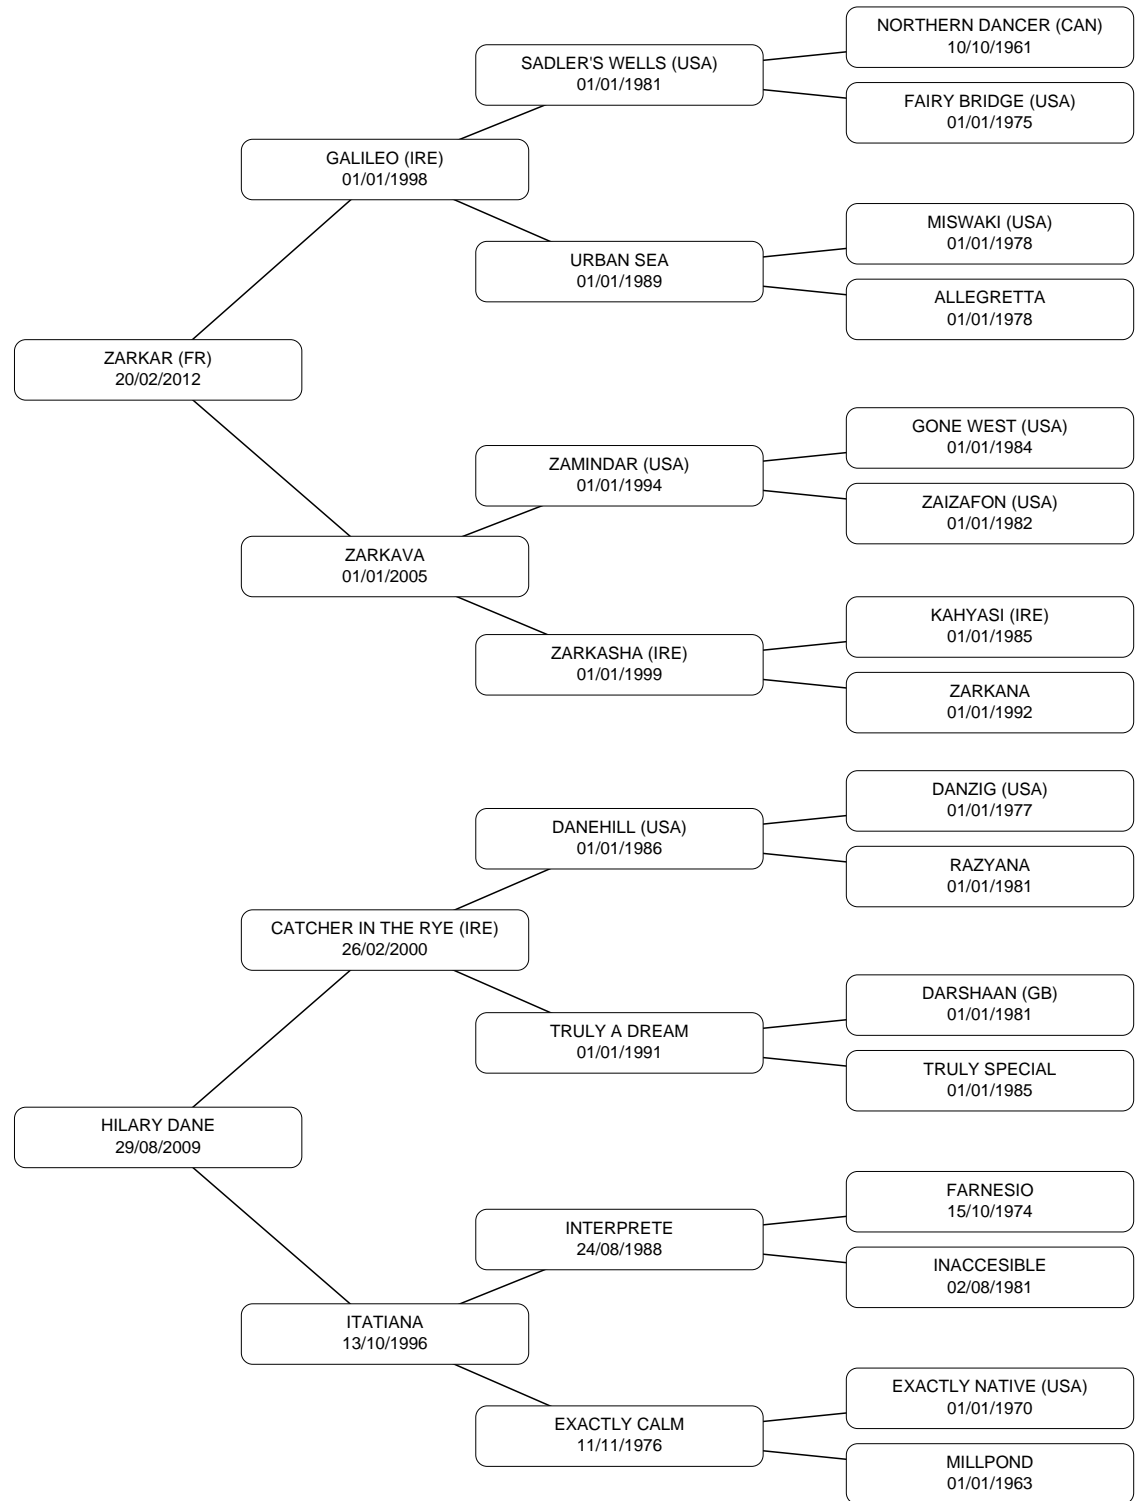 NORTHERN DANCER (CAN)
10/10/1961
SADLER'S WELLS (USA)
01/01/1981
FAIRY BRIDGE (USA)
01/01/1975
GALILEO (IRE)
01/01/1998
MISWAKI (USA)
01/01/1978
URBAN SEA
01/01/1989
ALLEGRETTA
01/01/1978
ZARKAR (FR)
20/02/2012
GONE WEST (USA)
01/01/1984
ZAMINDAR (USA)
01/01/1994
ZAIZAFON (USA)
01/01/1982
ZARKAVA
01/01/2005
KAHYASI (IRE)
01/01/1985
ZARKASHA (IRE)
01/01/1999
ZARKANA
01/01/1992
DANZIG (USA)
01/01/1977
DANEHILL (USA)
01/01/1986
RAZYANA
01/01/1981
CATCHER IN THE RYE (IRE)
26/02/2000
DARSHAAN (GB)
01/01/1981
TRULY A DREAM
01/01/1991
TRULY SPECIAL
01/01/1985
HILARY DANE
29/08/2009
FARNESIO
15/10/1974
INTERPRETE
24/08/1988
INACCESIBLE
02/08/1981
ITATIANA
13/10/1996
EXACTLY NATIVE (USA)
01/01/1970
EXACTLY CALM
11/11/1976
MILLPOND
01/01/1963